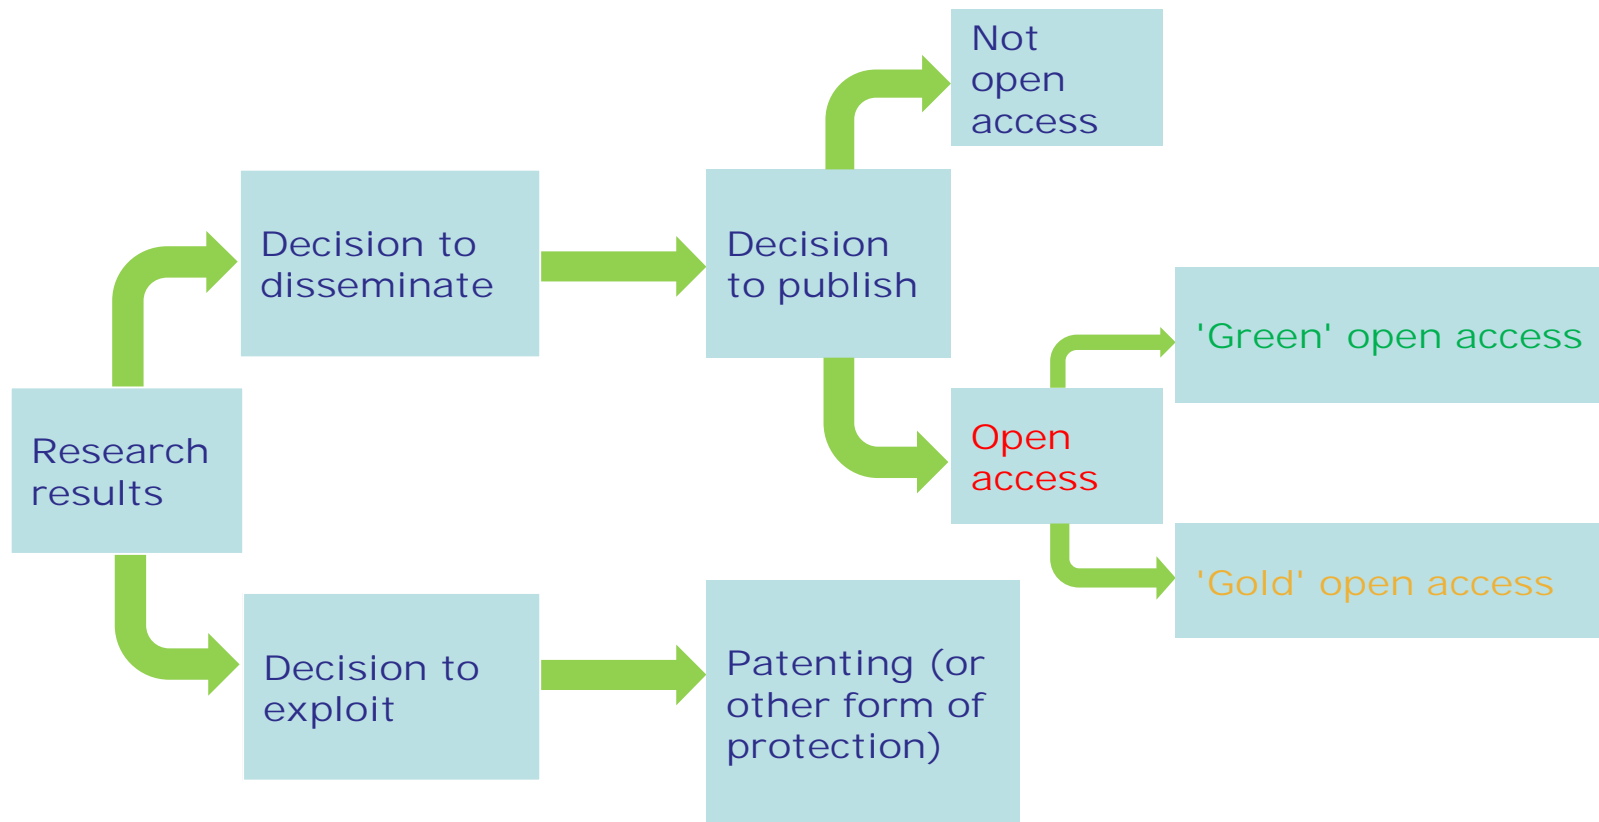 Not
open
access
Decision to
disseminate
Decision
to publish
'Green' open access
Research
results
Open
access
'Gold' open access
Decision to
exploit
Patenting (or
other form of
protection)